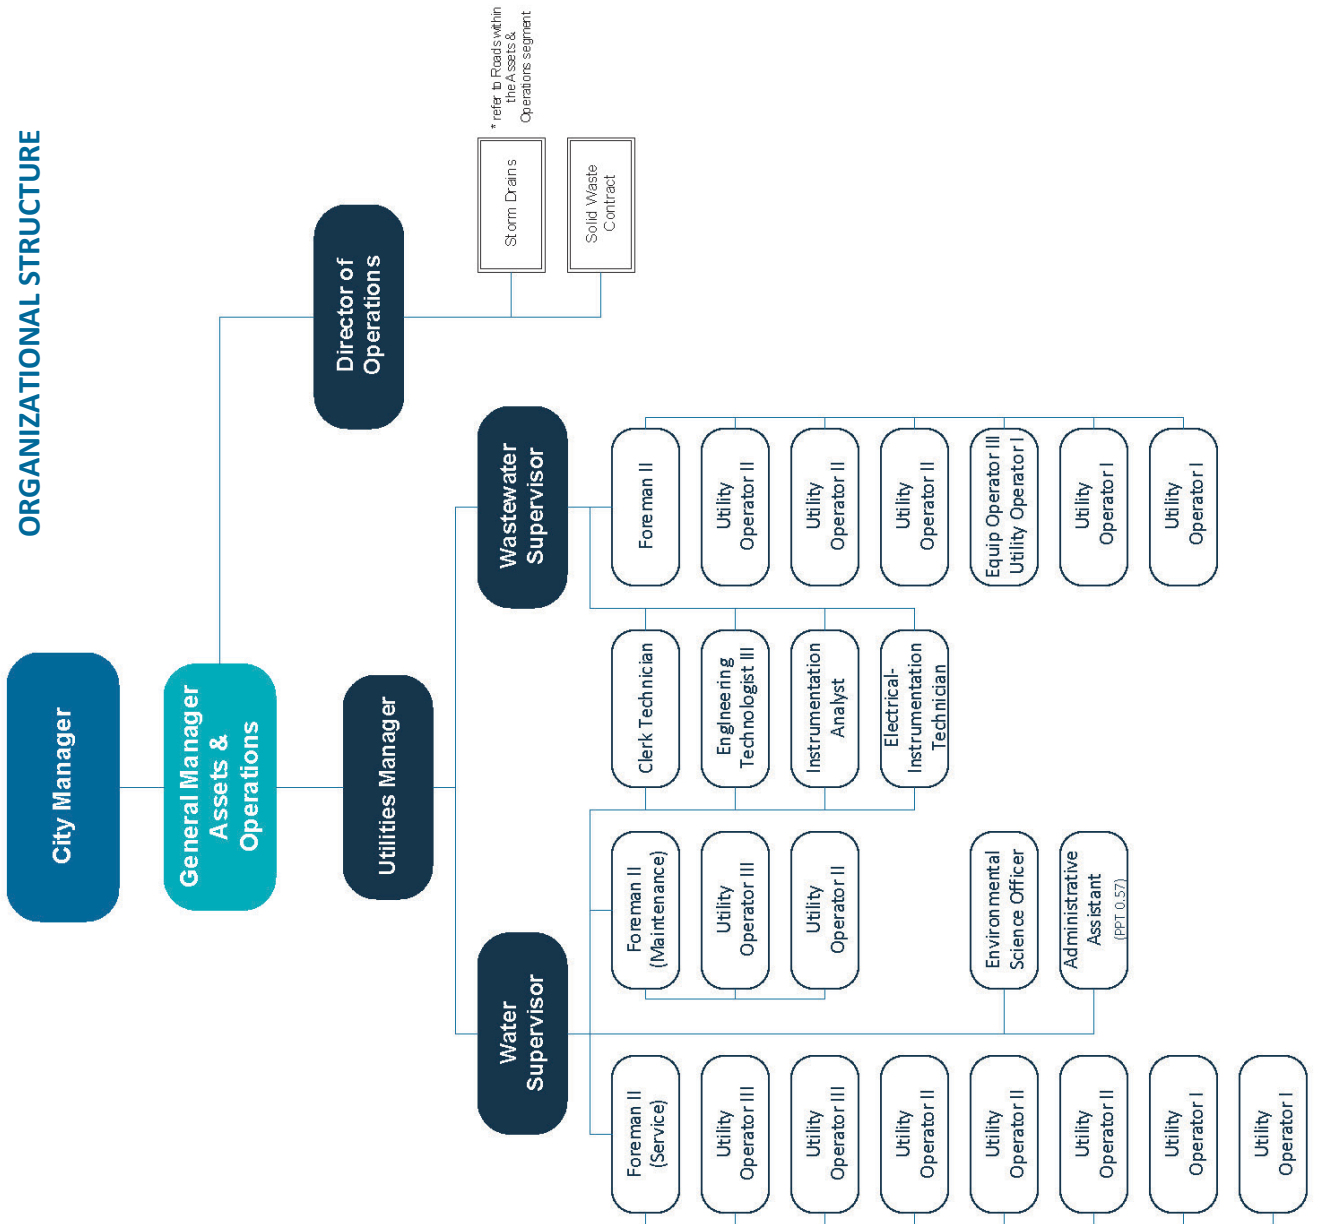 ORGANIZATIONAL STRUCTURE
City Manager
General Manager
Assets &
Operations
Utilities Manager
Director of
Operations
Storm Drains
* refer to Roads within
the Assets &
Operations segment
Solid Waste
Contract
Water
Supervisor
Wastewater
Supervisor
Foreman II
(Service)
Utility
Operator III
Utility
Operator III
Utility
Operator II
Utility
Operator II
Utility
Operator II
Utility
Operator I
Utility
Operator I
Foreman II
(Maintenance)
Utility
Operator III
Utility
Operator II
Environmental
Science Officer
Administrative
Assistant
(PPT 0.57)
Clerk Technician
Engineering
Technologist III
Instrumentation
Analyst
Electrical-
Instrumentation
Technician
Foreman II
Utility
Operator II
Utility
Operator II
Utility
Operator II
Equip Operator III
Utility Operator I
Utility
Operator I
Utility
Operator I